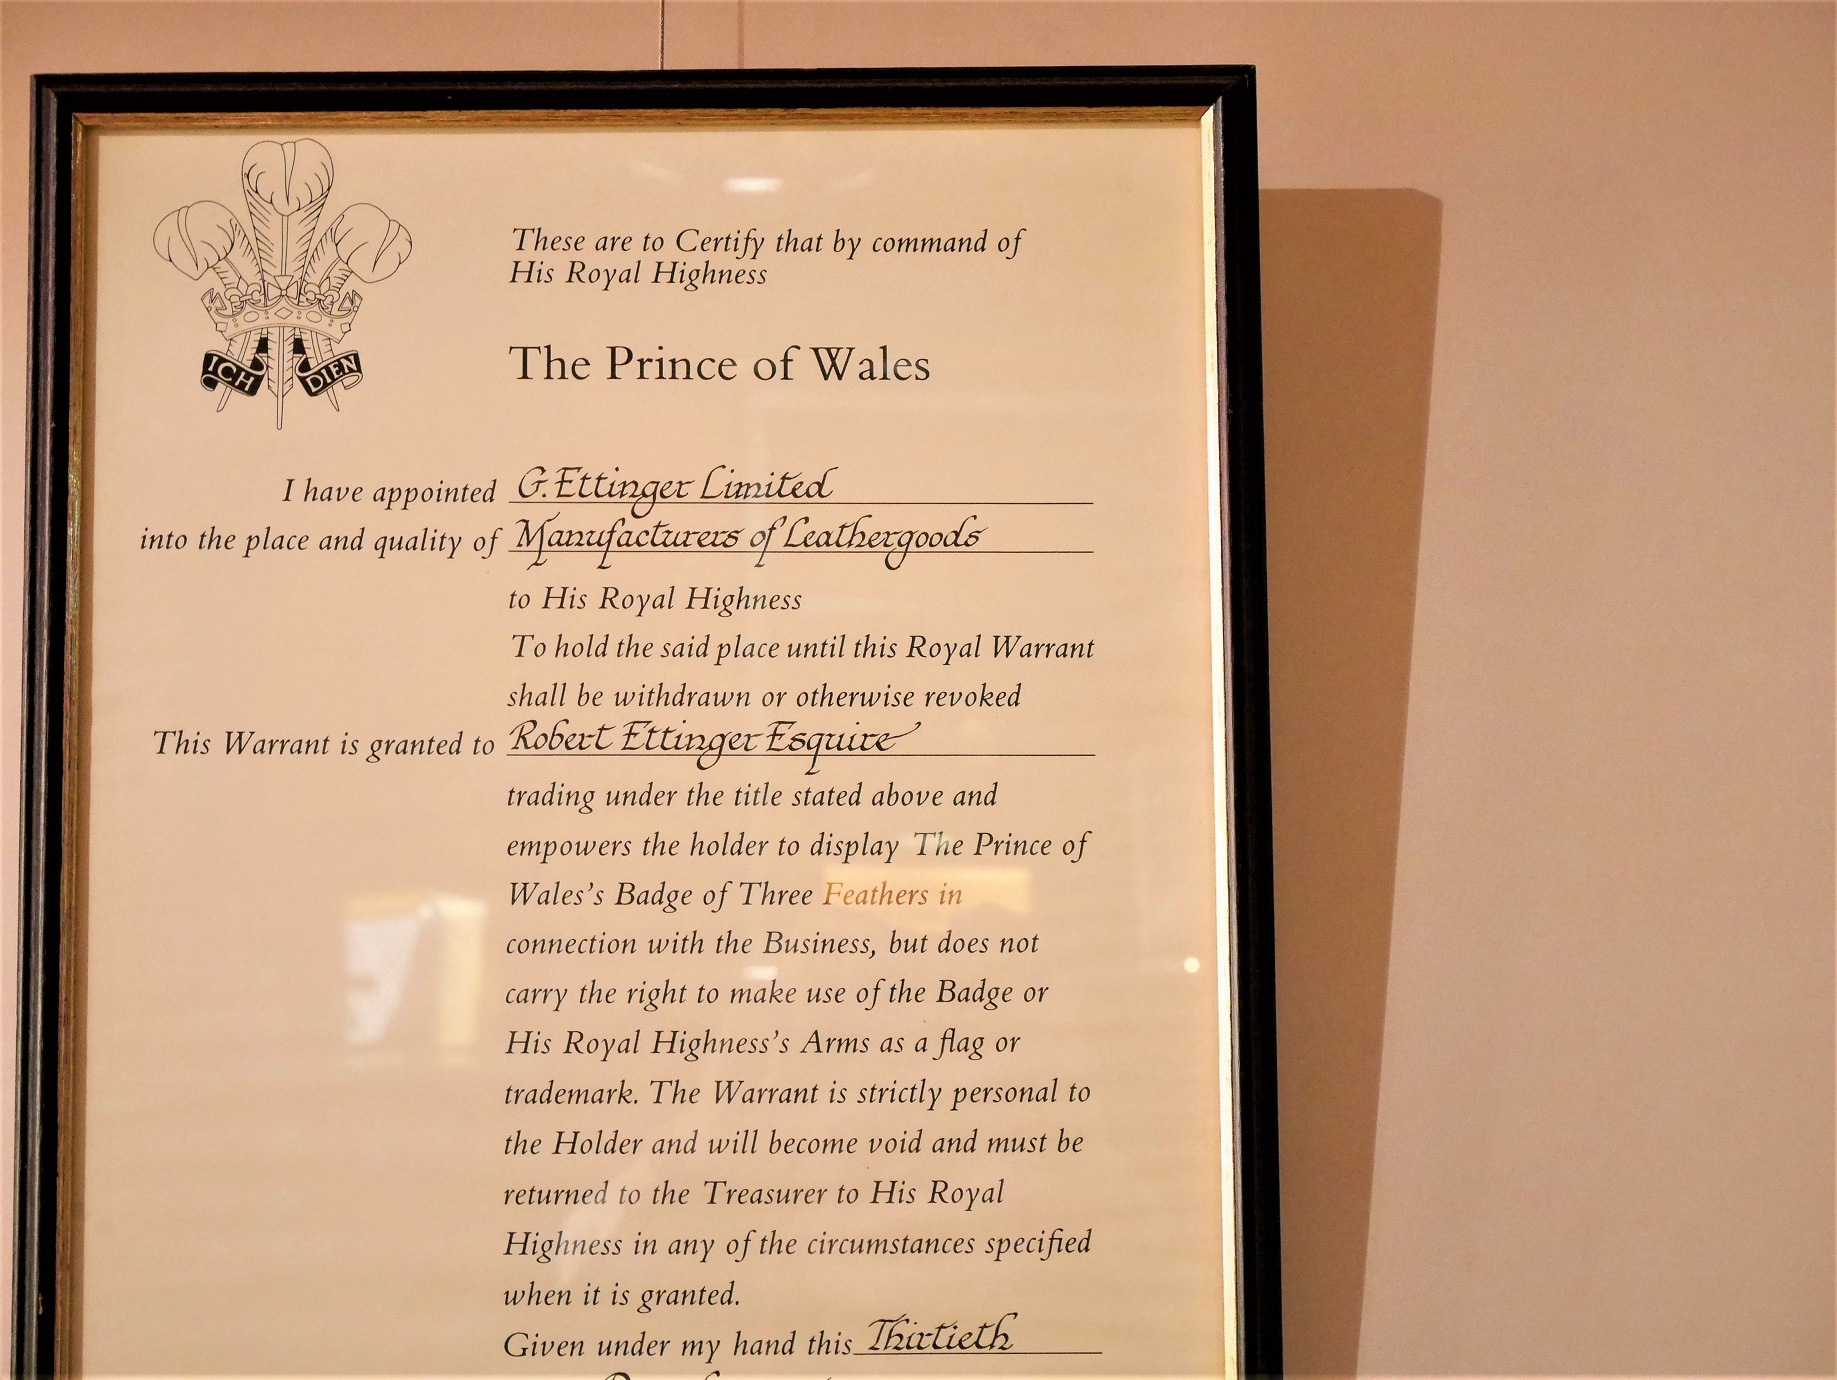 ICH DIEN
These are to Certify that by command of
His Royal Highness
The Prince of Wales
I have appointed G. Ettinger Limited
into the place and quality of Manufacturers of Leathergoods
to His Royal Highness
To hold the said place until this Royal Warrant
shall be withdrawn or otherwise revoked
This Warrant is granted to Robert Ettinger Esquire
trading under the title stated above and
empowers the holder to display The Prince of
Wales's Badge of Three Feathers in
connection with the Business, but does not
carry the right to make use of the Badge or
His Royal Highness's Arms as a flag or
trademark. The Warrant is strictly personal to
the Holder and will become void and must be
returned to the Treasurer to His Royal
Highness in any of the circumstances specified
when it is granted.
Given under my hand this Thirtieth